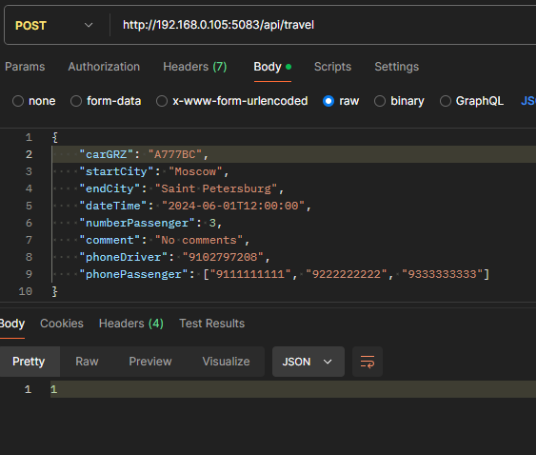 POST http://192.168.0.105:5083/api/travel
Params Authorization Headers (7) Body Scripts Settings
none form-data x-www-form-urlencoded raw binary GraphQL JS
1 {
2 "carGRZ": "A777BC",
3 "startCity": "Moscow",
4 "endCity": "Saint Petersburg",
5 "dateTime": "2024-06-01T12:00:00",
6 "numberPassenger": 3,
7 "comment": "No comments",
8 "phoneDriver": "9102797208",
9 "phonePassenger": ["9111111111", "9222222222", "9333333333"]
10 }
Body Cookies Headers (4) Test Results
Pretty Raw Preview Visualize JSON
1 1